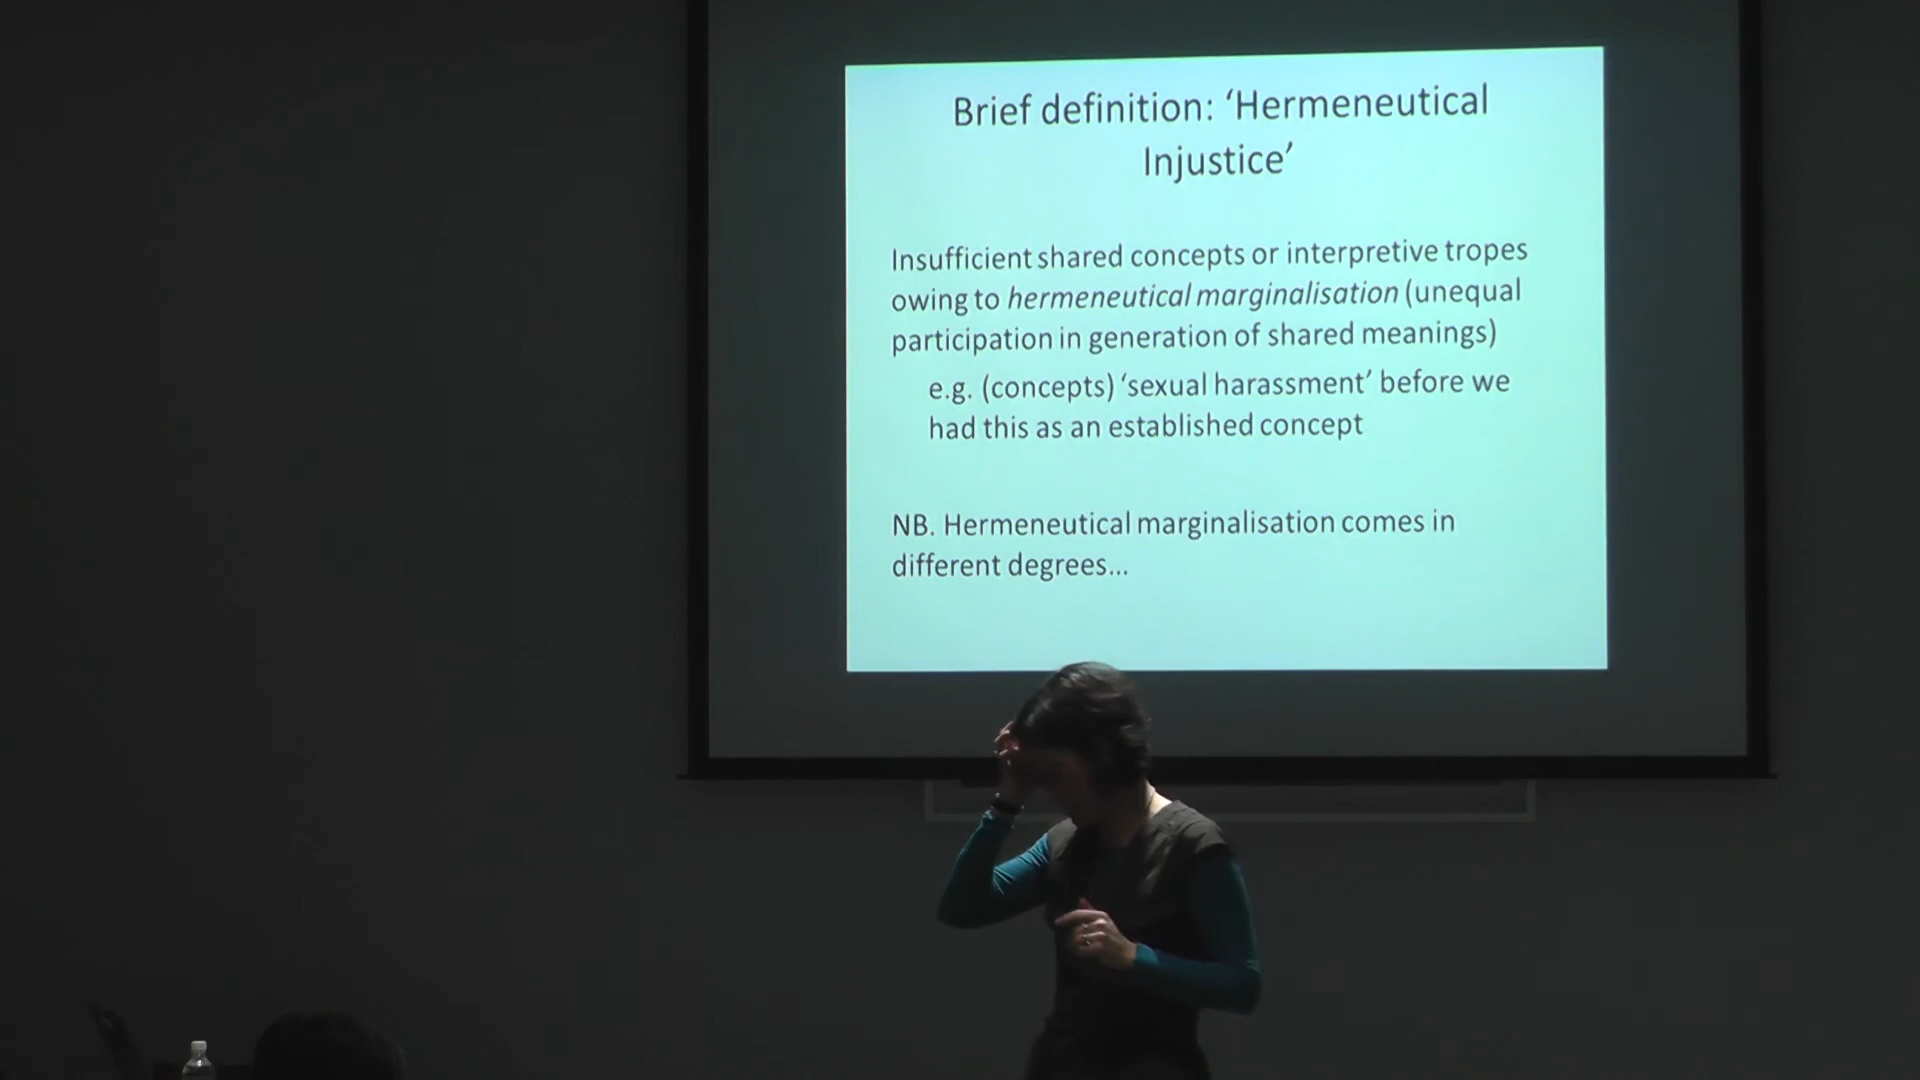 Brief definition: ‘Hermeneutical
Injustice’
Insufficient shared concepts or interpretive tropes
owing to hermeneutical marginalisation (unequal
participation in generation of shared meanings)
e.g. (concepts) ‘sexual harassment’ before we
had this as an established concept
NB. Hermeneutical marginalisation comes in
different degrees...